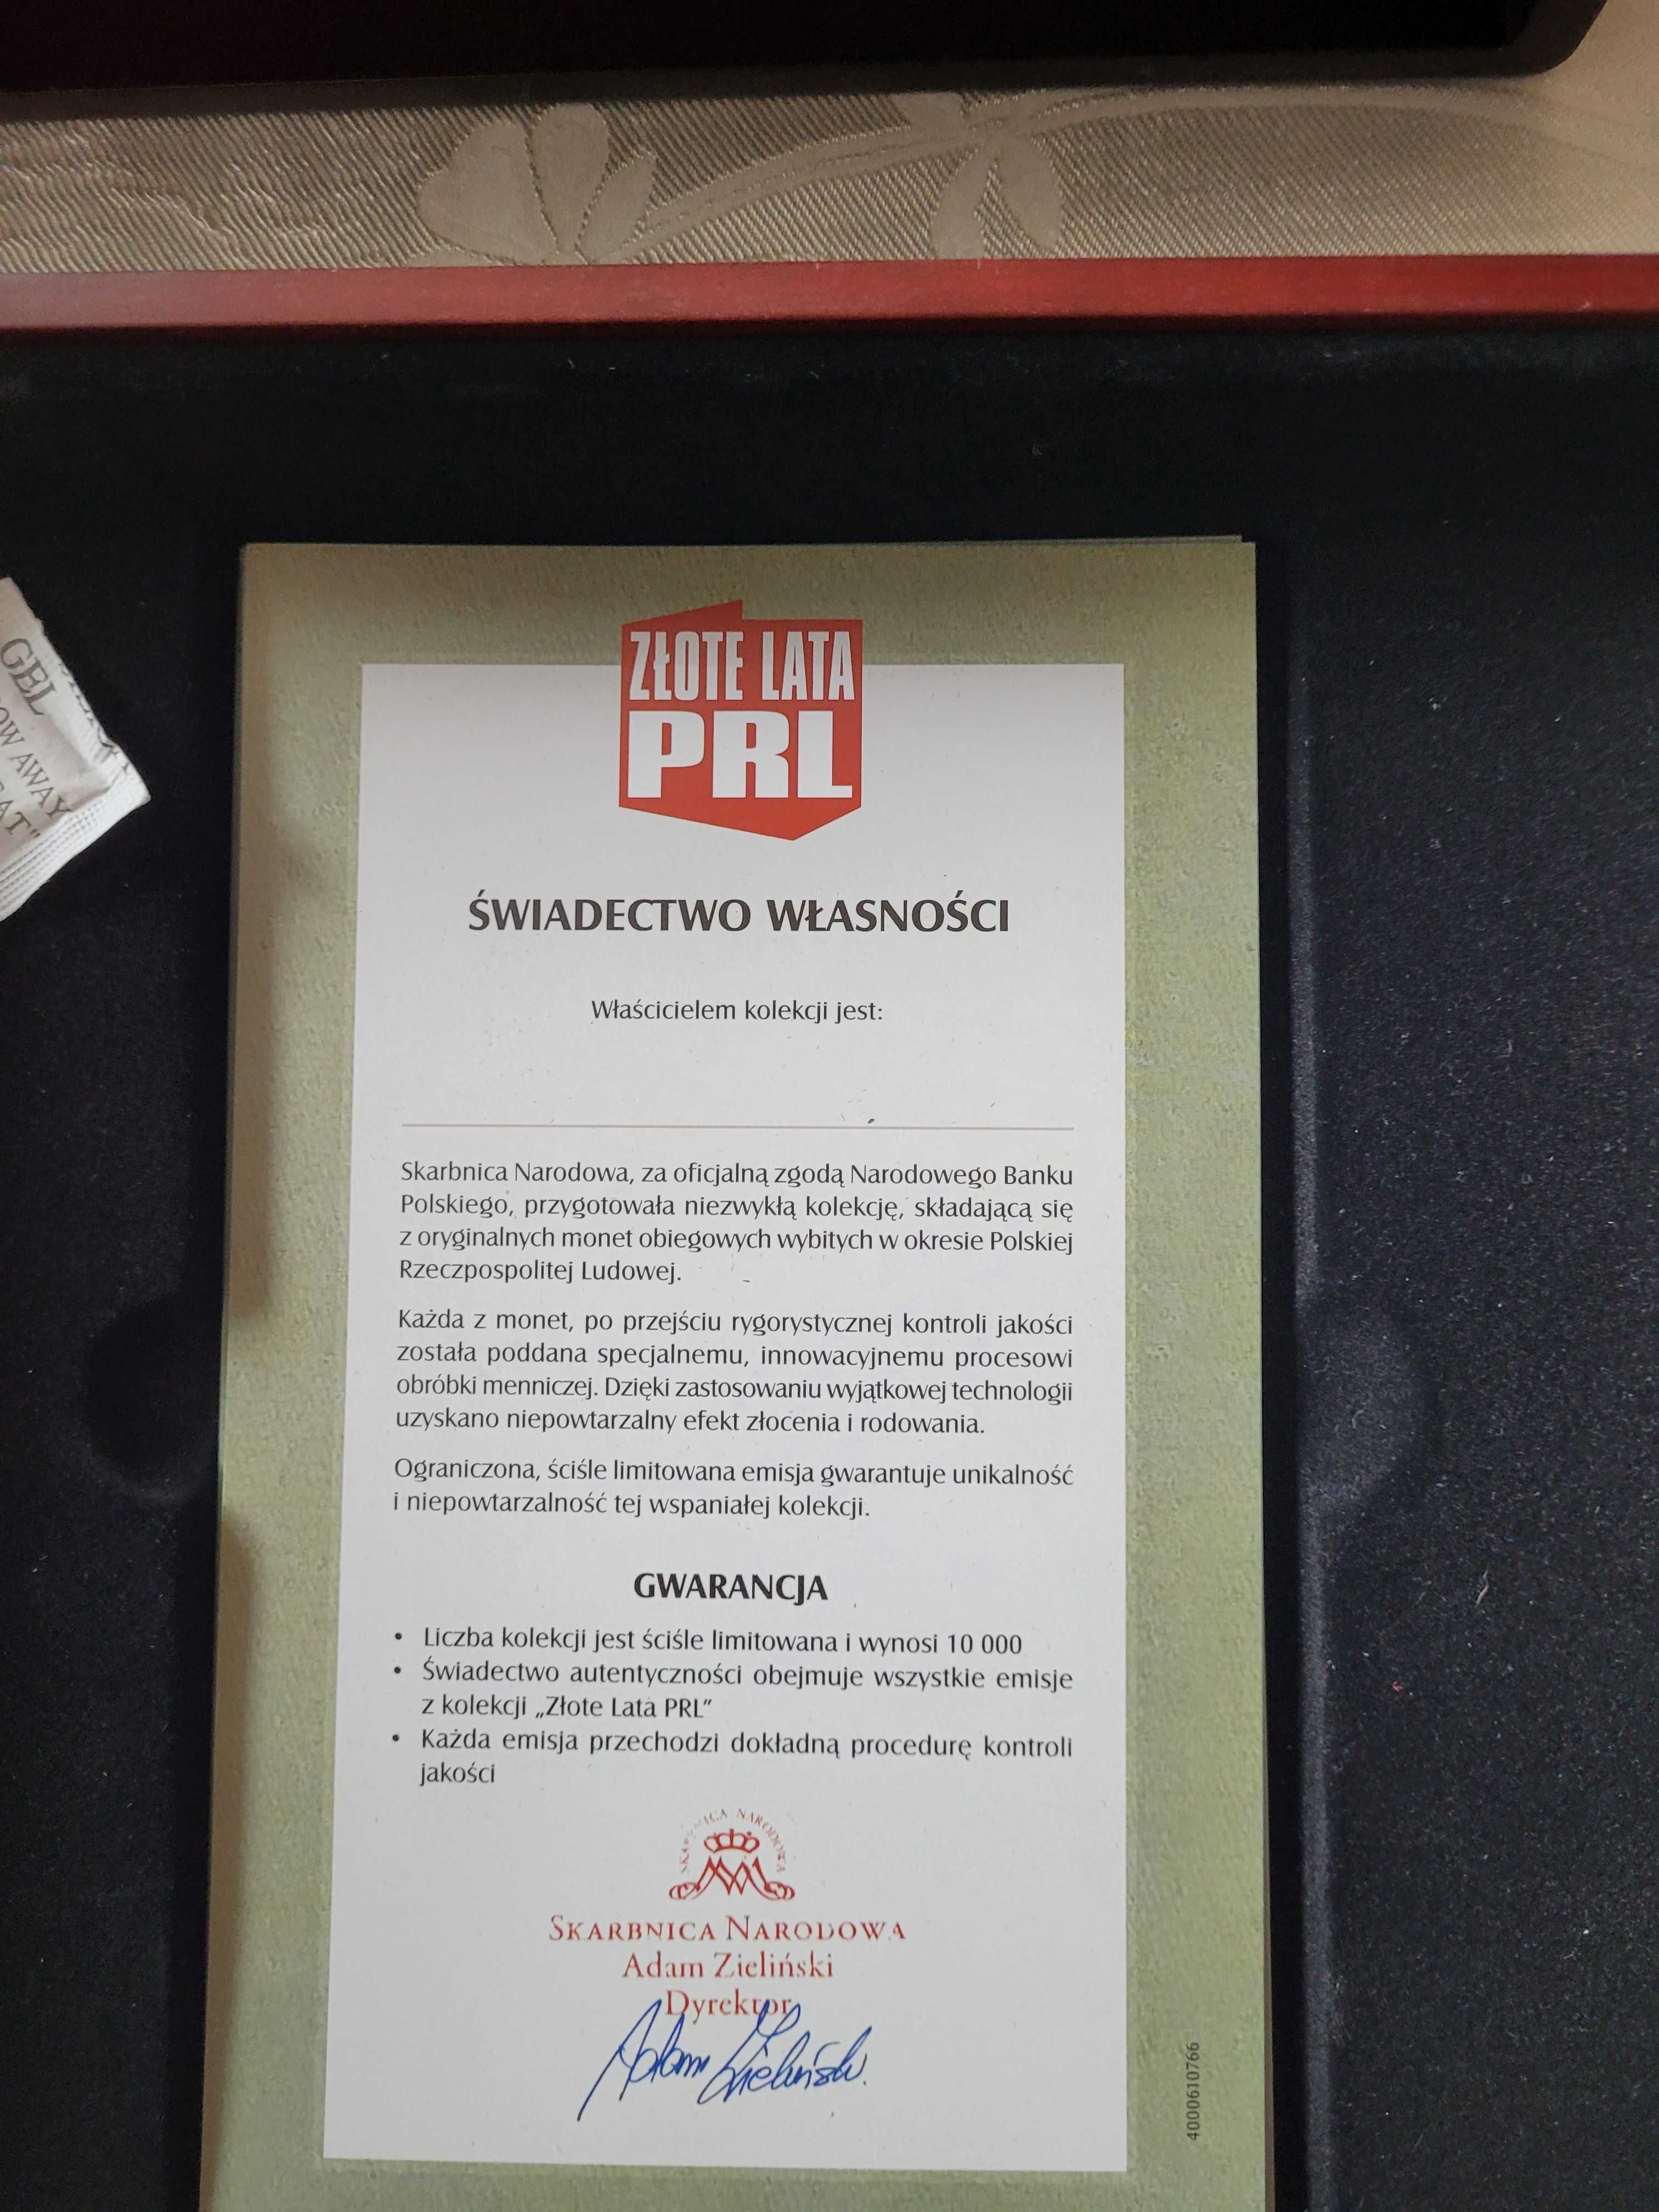 GEL
AWAY
ZŁOTE LATA
PRL
ŚWIADECTWO WŁASNOŚCI
Właścicielem kolekcji jest:
Skarbnica Narodowa, za oficjalną zgodą Narodowego Banku
Polskiego, przygotowała niezwykłą kolekcję, składającą się
z oryginalnych monet obiegowych wybitych w okresie Polskiej
Rzeczpospolitej Ludowej.
Każda z monet, po przejściu rygorystycznej kontroli jakości
została poddana specjalnemu, innowacyjnemu procesowi
obróbki menniczej. Dzięki zastosowaniu wyjątkowej technologii
uzyskano niepowtarzalny efekt złocenia i rodowania.
Ograniczona, ściśle limitowana emisja gwarantuje unikalność
i niepowtarzalność tej wspaniałej kolekcji.
GWARANCJA
• Liczba kolekcji jest ściśle limitowana i wynosi 10 000
• Świadectwo autentyczności obejmuje wszystkie emisje
z kolekcji „Złote Lata PRL”
• Każda emisja przechodzi dokładną procedurę kontroli
jakości
SKARBNICA NARODOWA
SKARBNICA NARODOWA
Adam Zieliński
Dyrektor
Adam Zieliński
4000610766